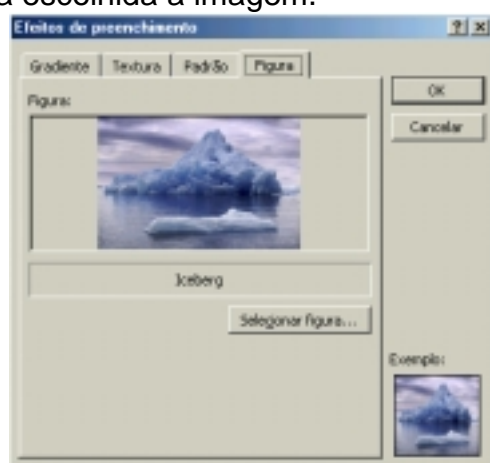 a escolhida a imagem.
Efeitos de preenchimento
Gradiente Textura Padrão Figura
Figura:
OK
Cancelar
Iceberg
Selecionar figura...
Exemplo: